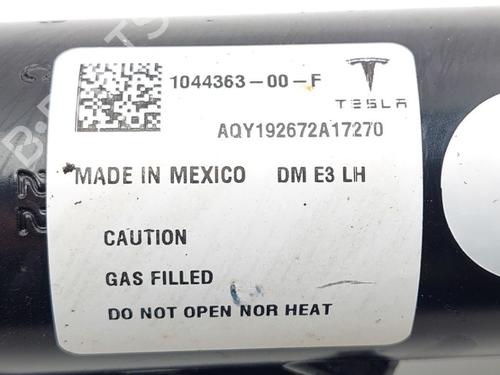 1044363-00-F
TESLA
AQY192672A17270
MADE IN MEXICO DM E3 LH
CAUTION
GAS FILLED
DO NOT OPEN NOR HEAT